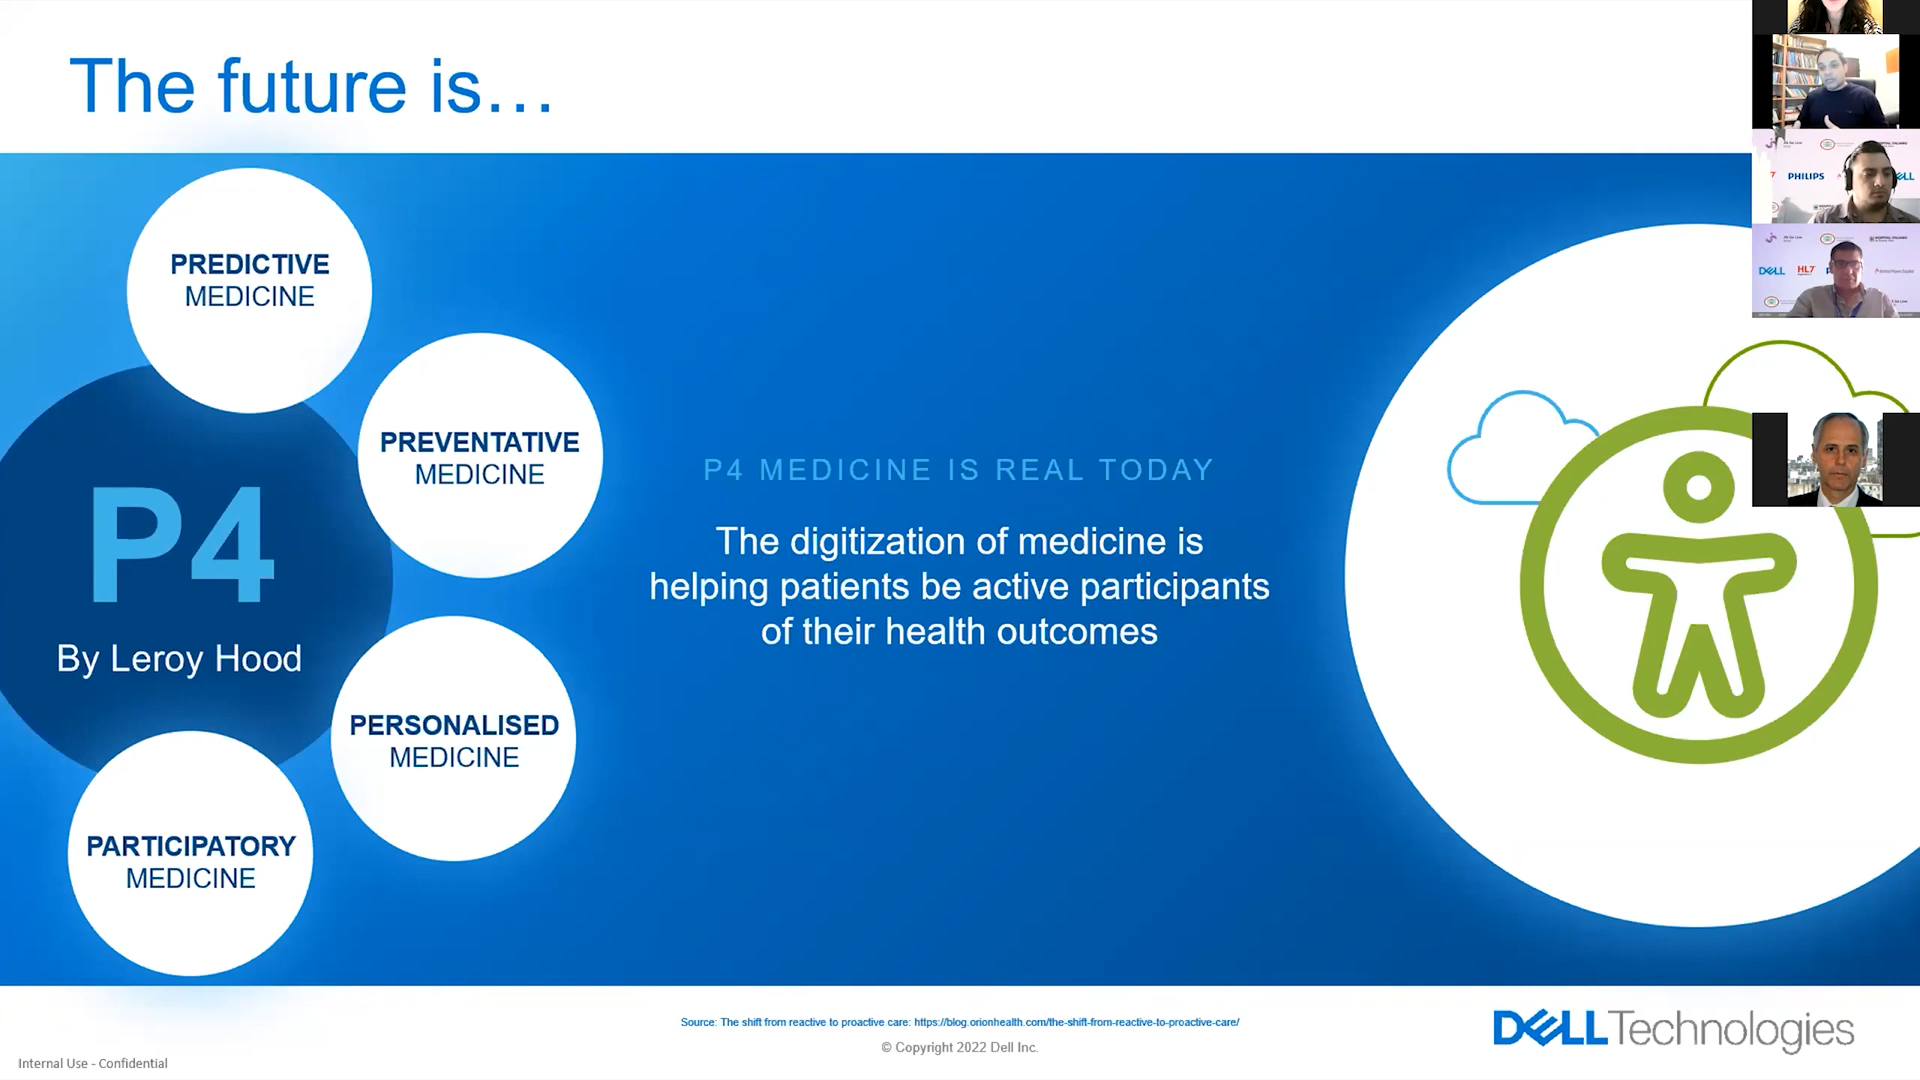 The future is…
PREDICTIVE
MEDICINE
PREVENTATIVE
MEDICINE
P4
By Leroy Hood
PERSONALISED
MEDICINE
PARTICIPATORY
MEDICINE
P4 MEDICINE IS REAL TODAY
The digitization of medicine is
helping patients be active participants
of their health outcomes
PHILIPS
DELL
HL7
Source: The shift from reactive to proactive care: https://blog.orionhealth.com/the-shift-from-reactive-to-proactive-care/
© Copyright 2022 Dell Inc.
Internal Use - Confidential
DELL Technologies